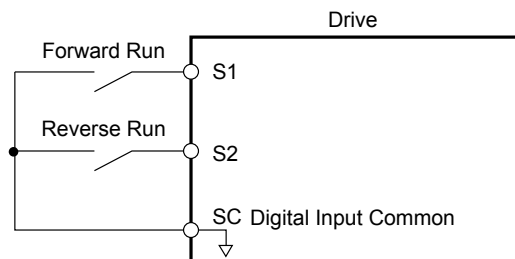 Drive
Forward Run
S1
Reverse Run
S2
SC Digital Input Common